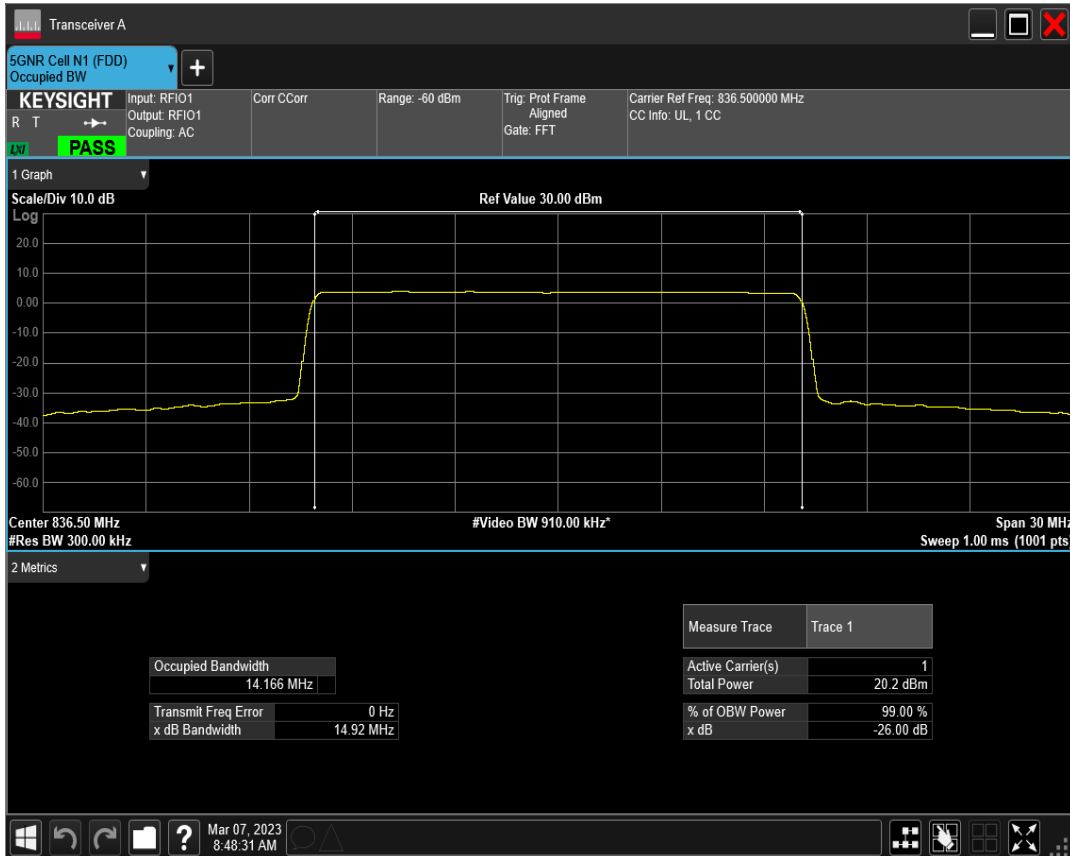 Transceiver A
5GNR Cell N1 (FDD)
Occupied BW
+
KEYSIGHT
R T
LXI
PASS
Input: RFIO1
Output: RFIO1
Coupling: AC
Corr CCorr
Range: -60 dBm
Trig: Prot Frame
Aligned
Gate: FFT
Carrier Ref Freq: 836.500000 MHz
CC Info: UL, 1 CC
1 Graph
Scale/Div 10.0 dB
Ref Value 30.00 dBm
Log
20.0
10.0
0.00
-10.0
-20.0
-30.0
-40.0
-50.0
-60.0
Center 836.50 MHz
#Video BW 910.00 kHz*
Span 30 MHz
#Res BW 300.00 kHz
Sweep 1.00 ms (1001 pts)
2 Metrics
Measure Trace Trace 1
Occupied Bandwidth
14.166 MHz
Active Carrier(s) 1
Total Power 20.2 dBm
Transmit Freq Error 0 Hz
x dB Bandwidth 14.92 MHz
% of OBW Power 99.00 %
x dB -26.00 dB
?
Mar 07, 2023
8:48:31 AM